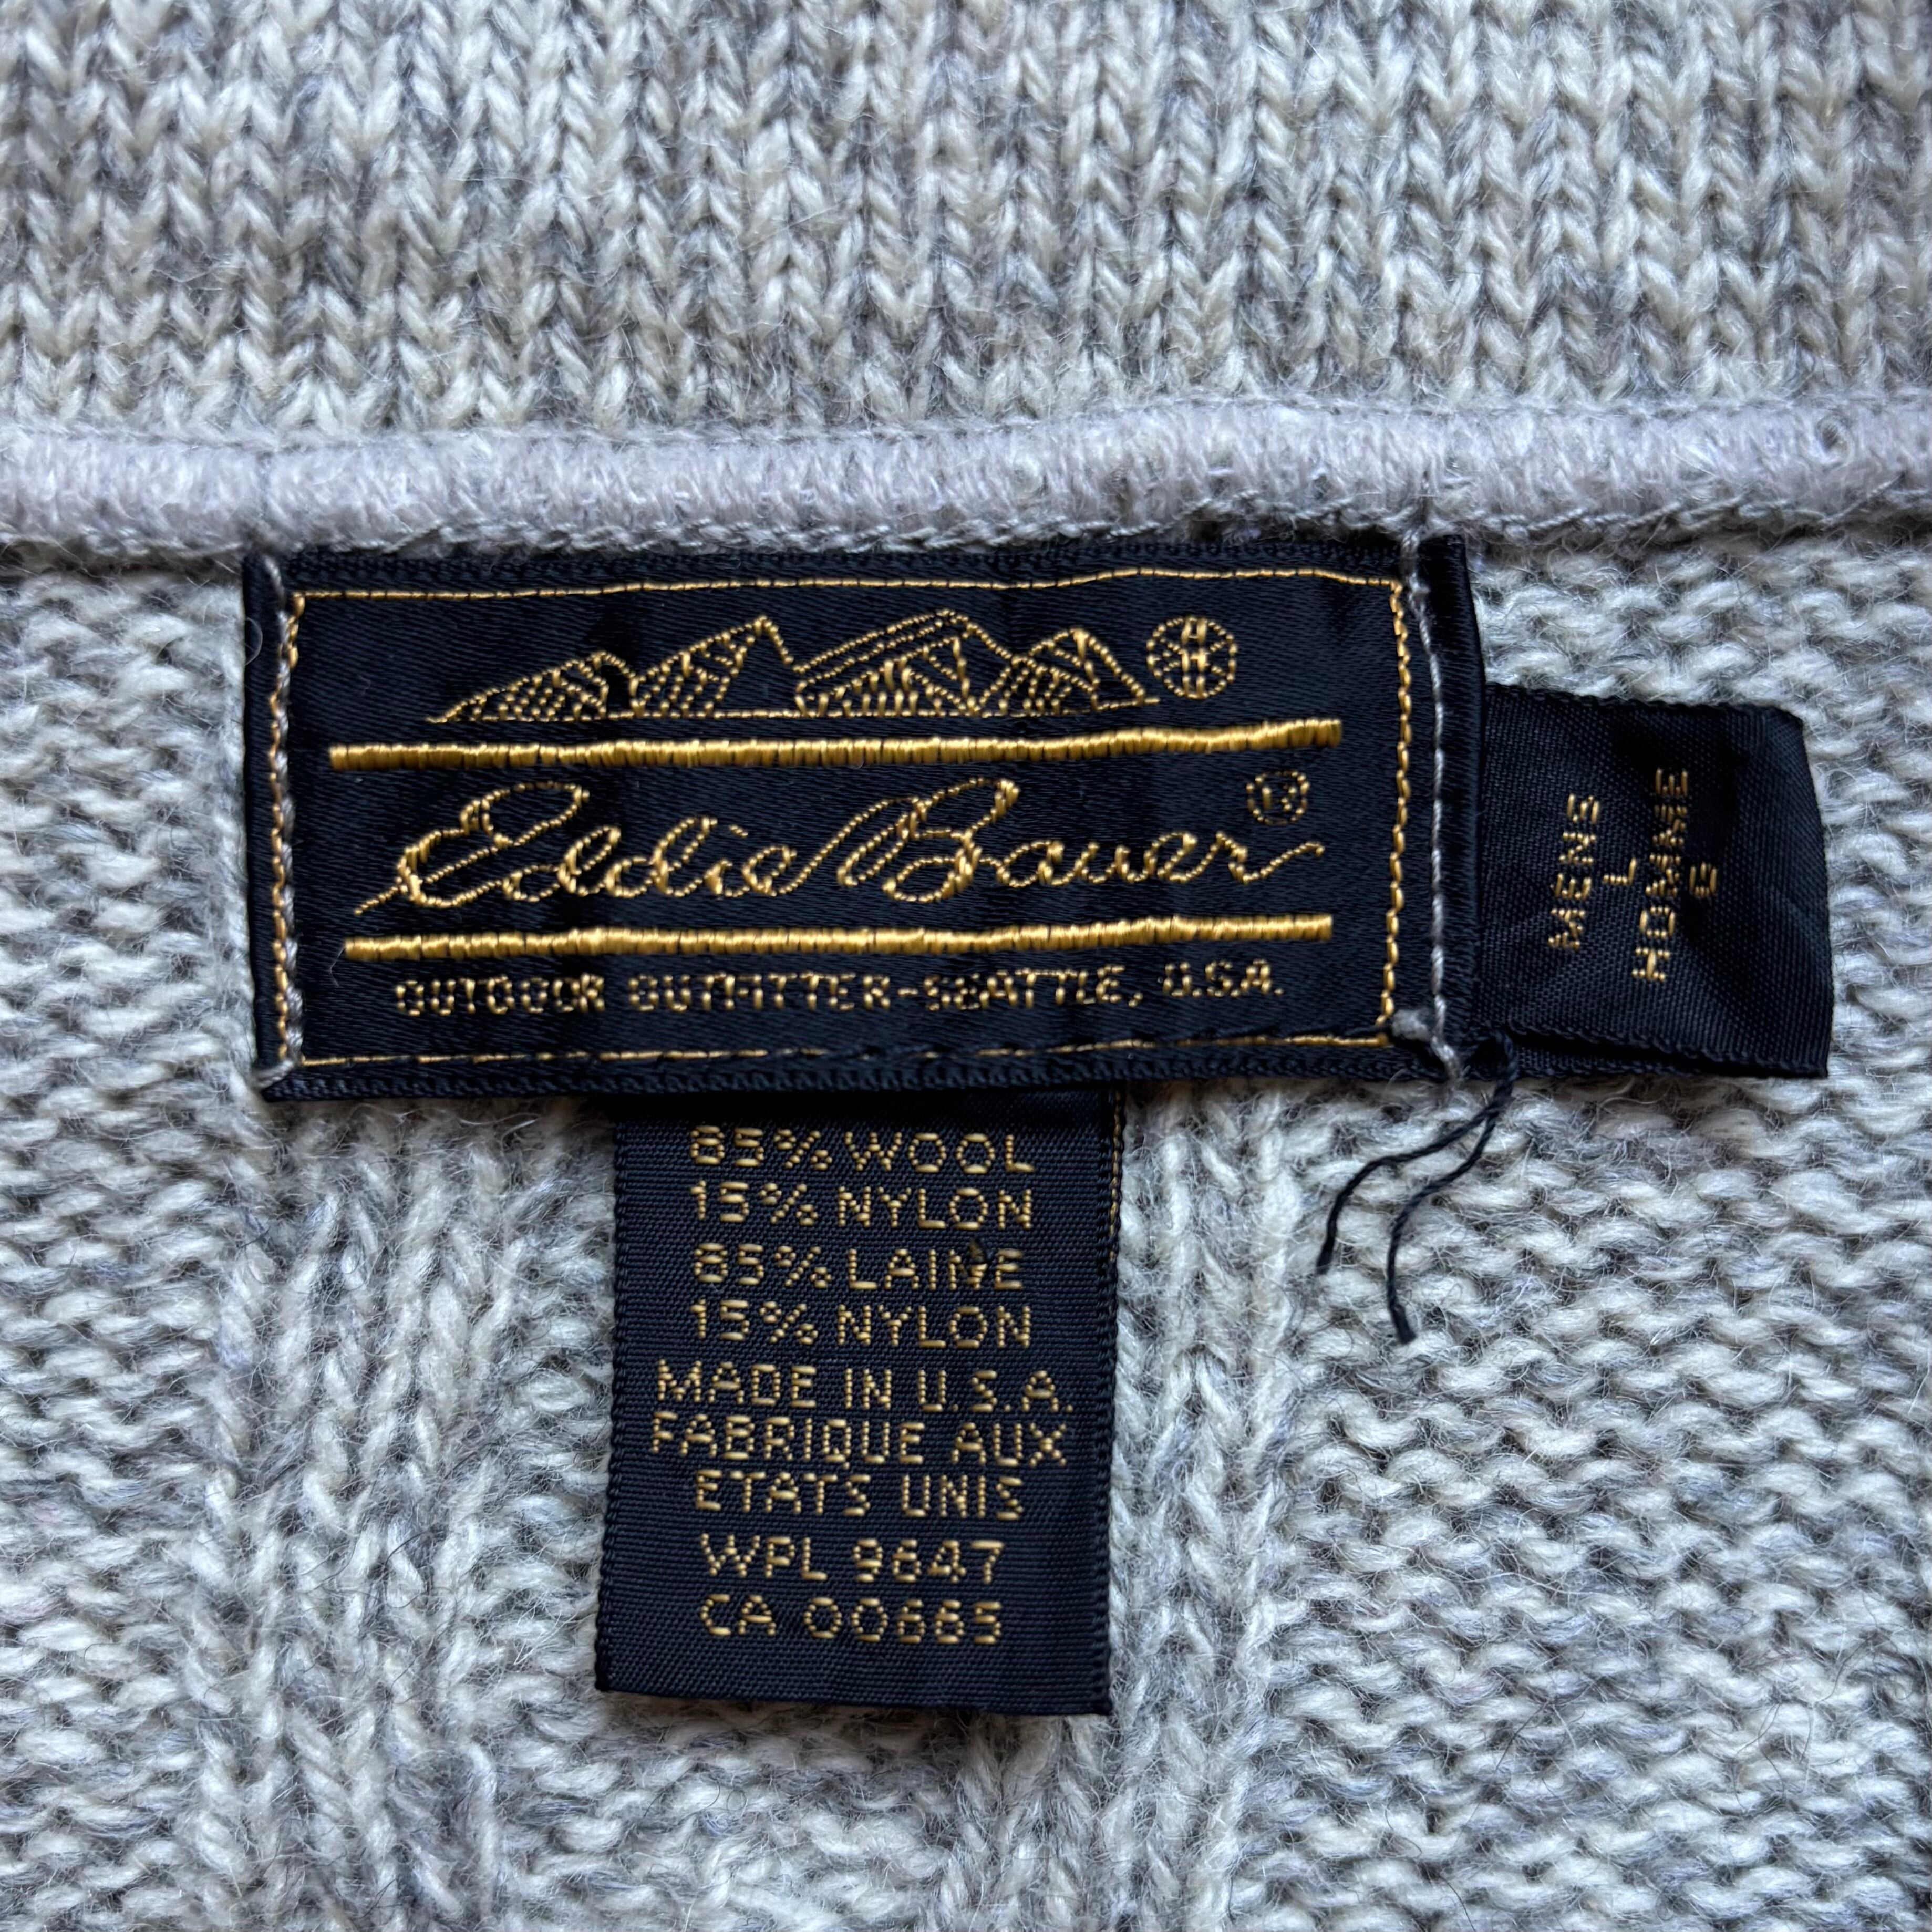 Eddie Bauer®
OUTDOOR OUTFITTER-SEATTLE, U.S.A.
MENS
L
HOMME
G
85% WOOL
15% NYLON
85% LAINE
15% NYLON
MADE IN U.S.A.
FABRIQUE AUX
ETATS UNIS
WPL 9647
CA 00665